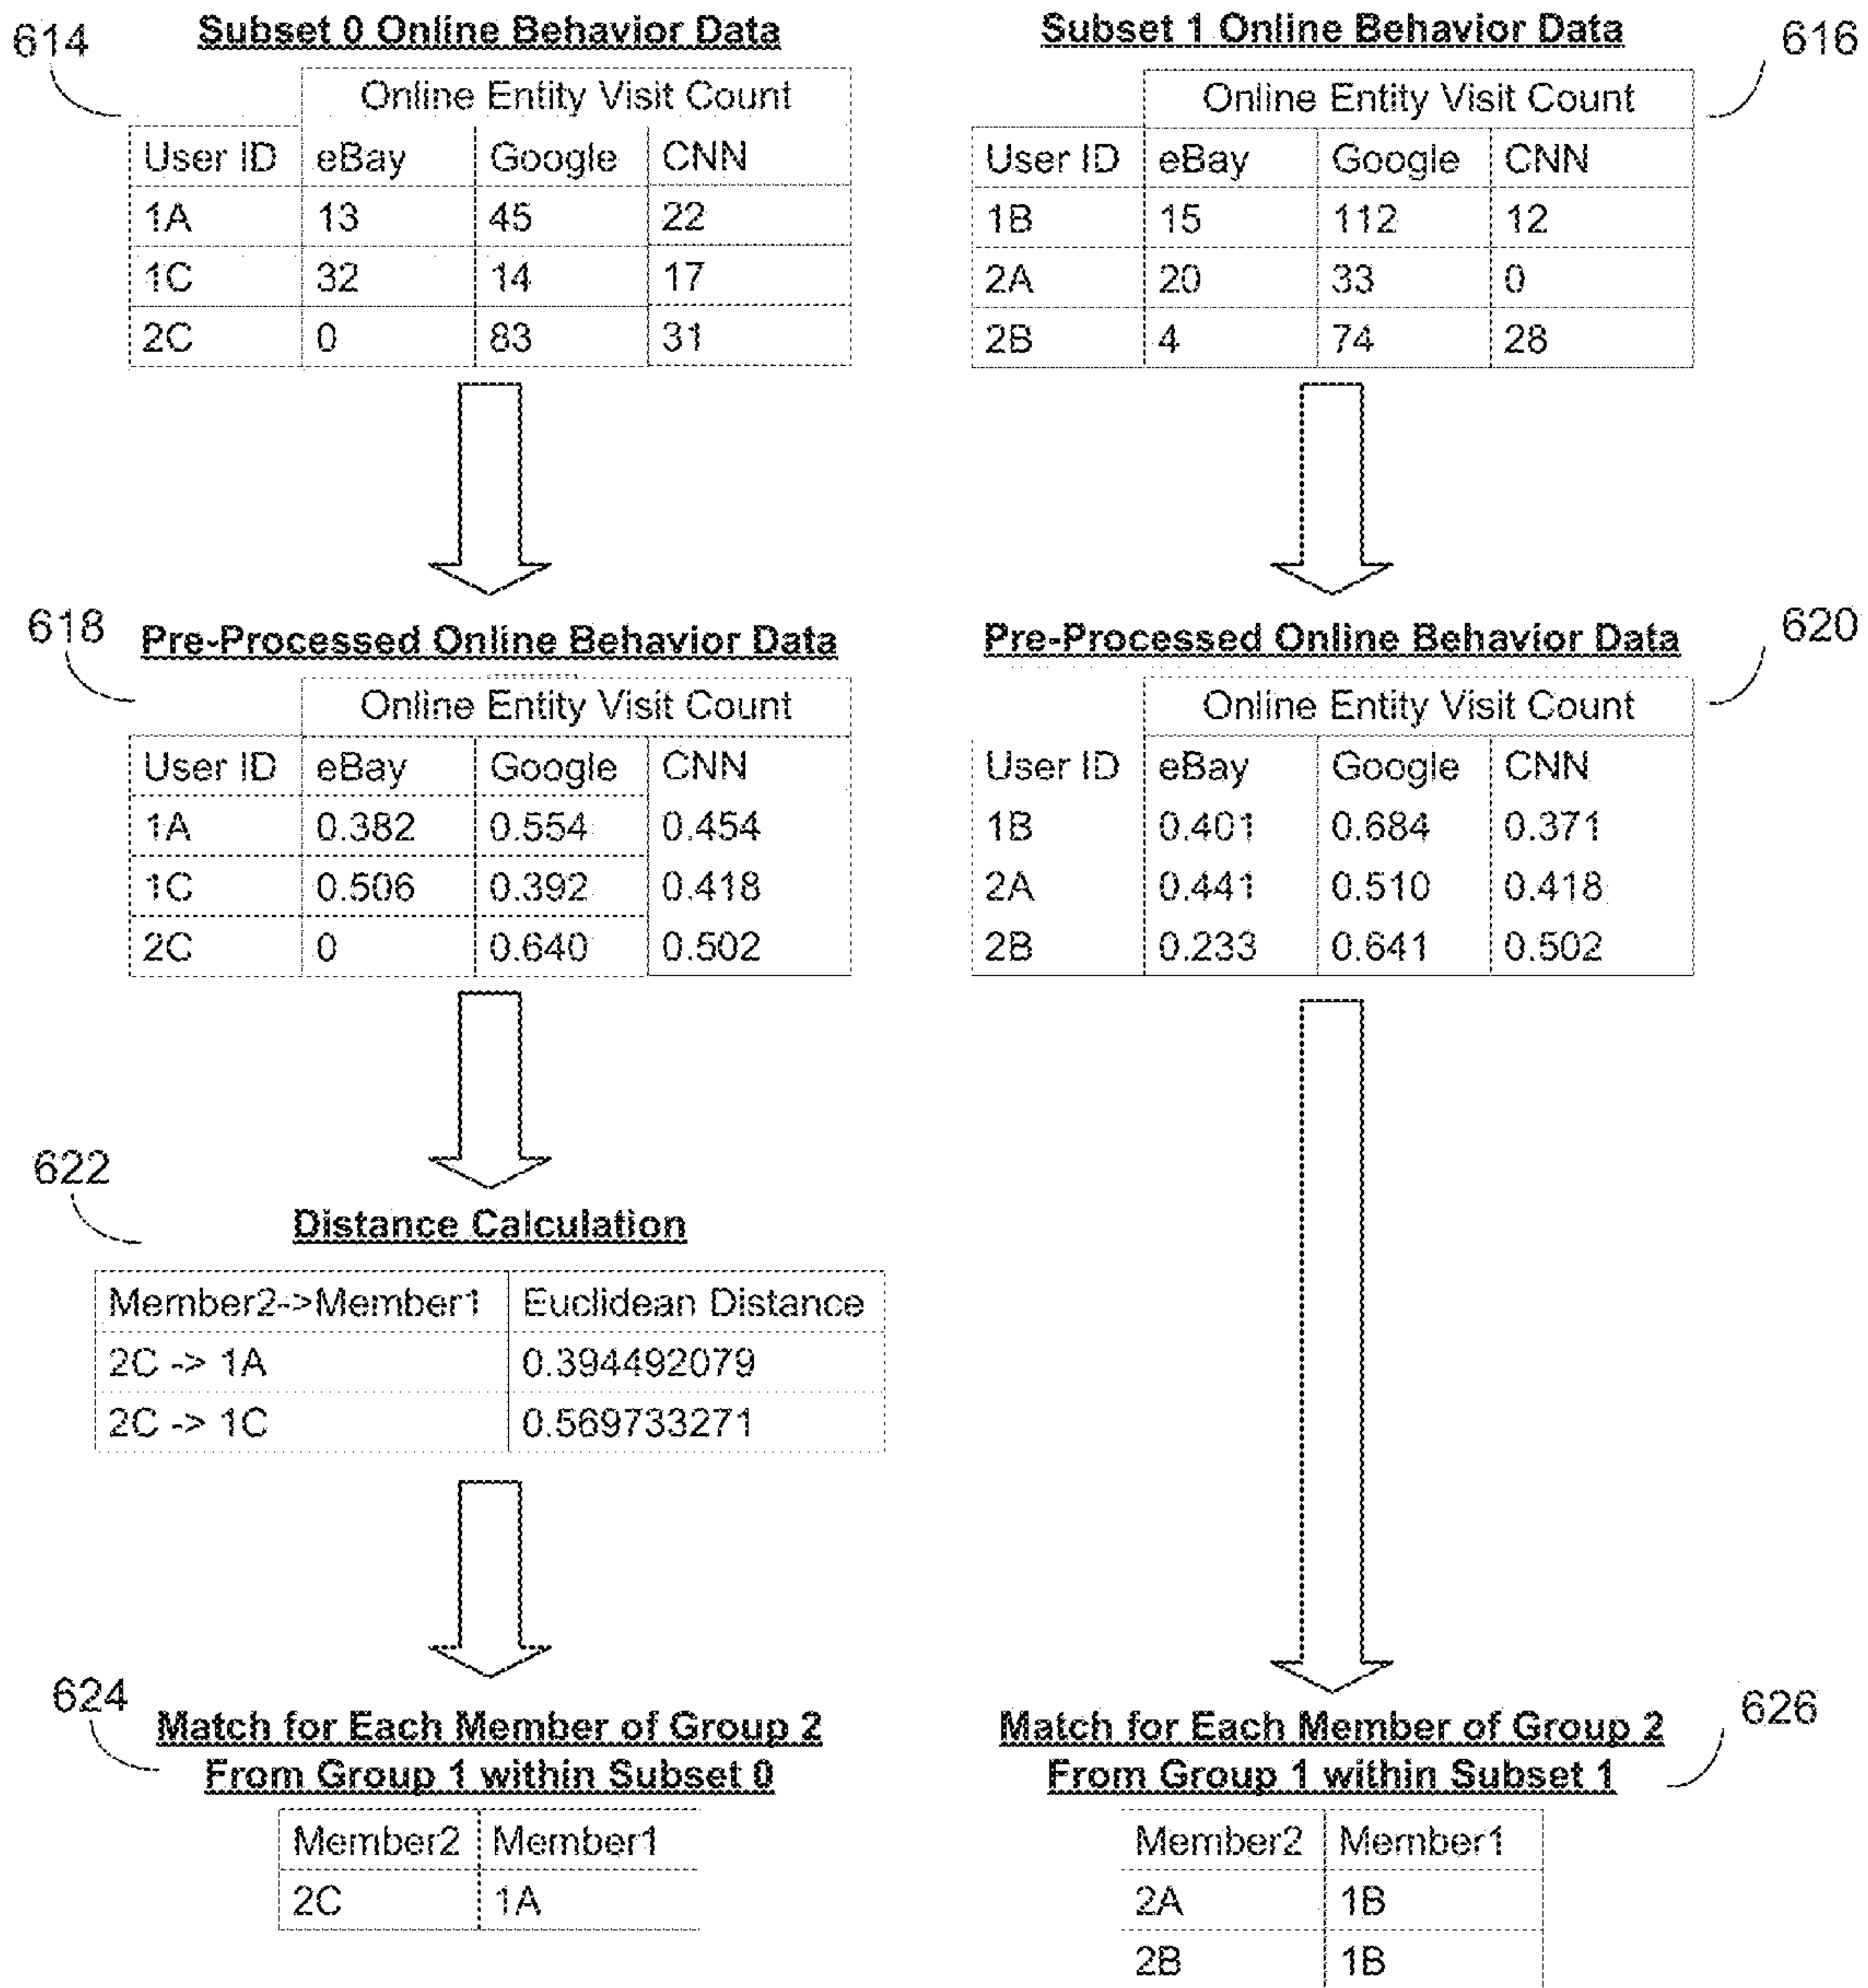 614
Subset 0 Online Behavior Data
Online Entity Visit Count
User ID eBay Google CNN
1A 13 45 22
1C 32 14 17
2C 0 83 31
Subset 1 Online Behavior Data
616
Online Entity Visit Count
User ID eBay Google CNN
1B 15 112 12
2A 20 33 0
2B 4 74 28
618
Pre-Processed Online Behavior Data
Online Entity Visit Count
User ID eBay Google CNN
1A 0.382 0.554 0.454
1C 0.506 0.392 0.418
2C 0 0.640 0.502
Pre-Processed Online Behavior Data
620
Online Entity Visit Count
User ID eBay Google CNN
1B 0.401 0.684 0.371
2A 0.441 0.510 0.418
2B 0.233 0.641 0.502
622
Distance Calculation
Member2->Member1 Euclidean Distance
2C -> 1A 0.394492079
2C -> 1C 0.569733271
624
Match for Each Member of Group 2
From Group 1 within Subset 0
Member2 Member1
2C 1A
Match for Each Member of Group 2
From Group 1 within Subset 1
626
Member2 Member1
2A 1B
2B 1B